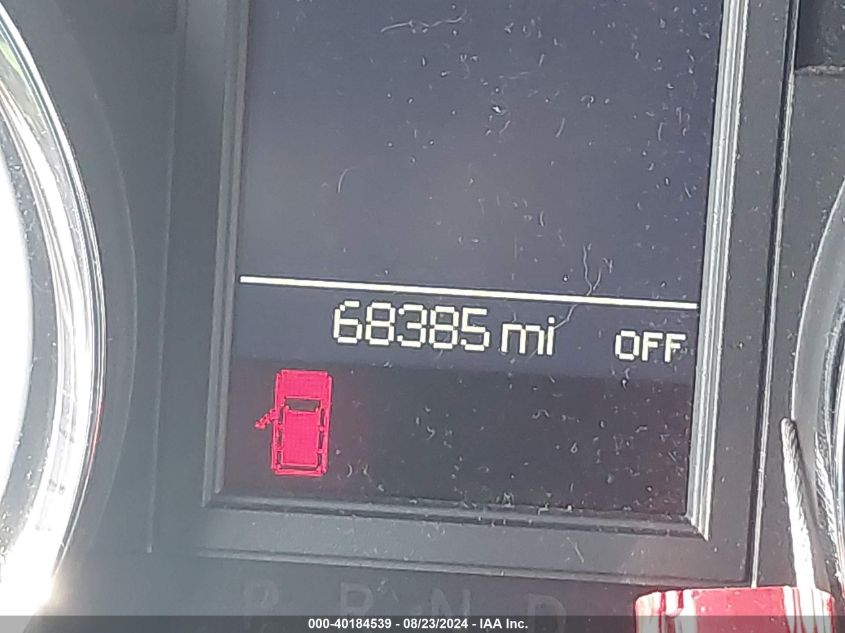 68385 mi OFF
P R N D
000-40184539 - 08/23/2024 - IAA Inc.